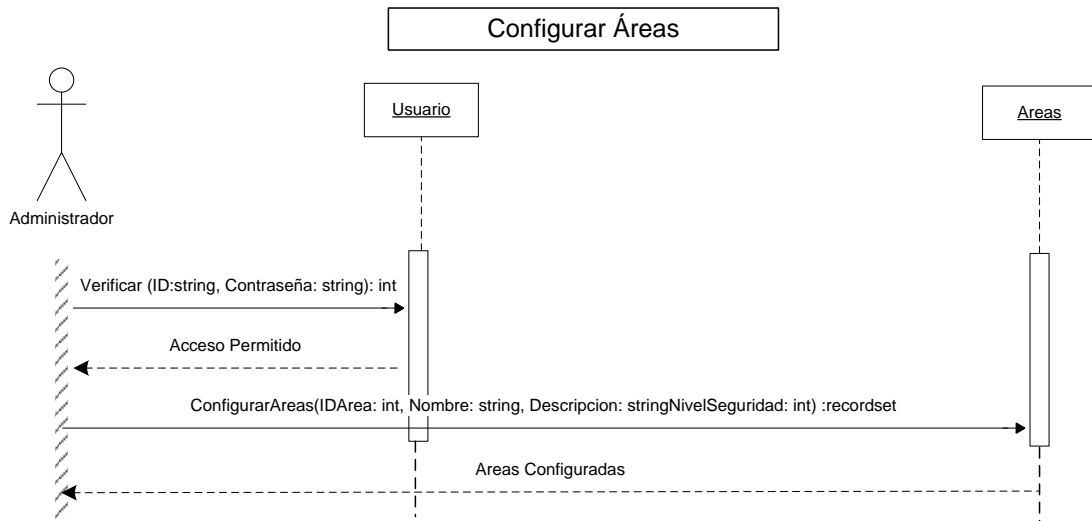 Configurar Áreas
Usuario
Areas
Administrador
Verificar (ID:string, Contraseña: string): int
Acceso Permitido
ConfigurarAreas(IDArea: int, Nombre: string, Descripcion: stringNivelSeguridad: int) :recordset
Areas Configuradas